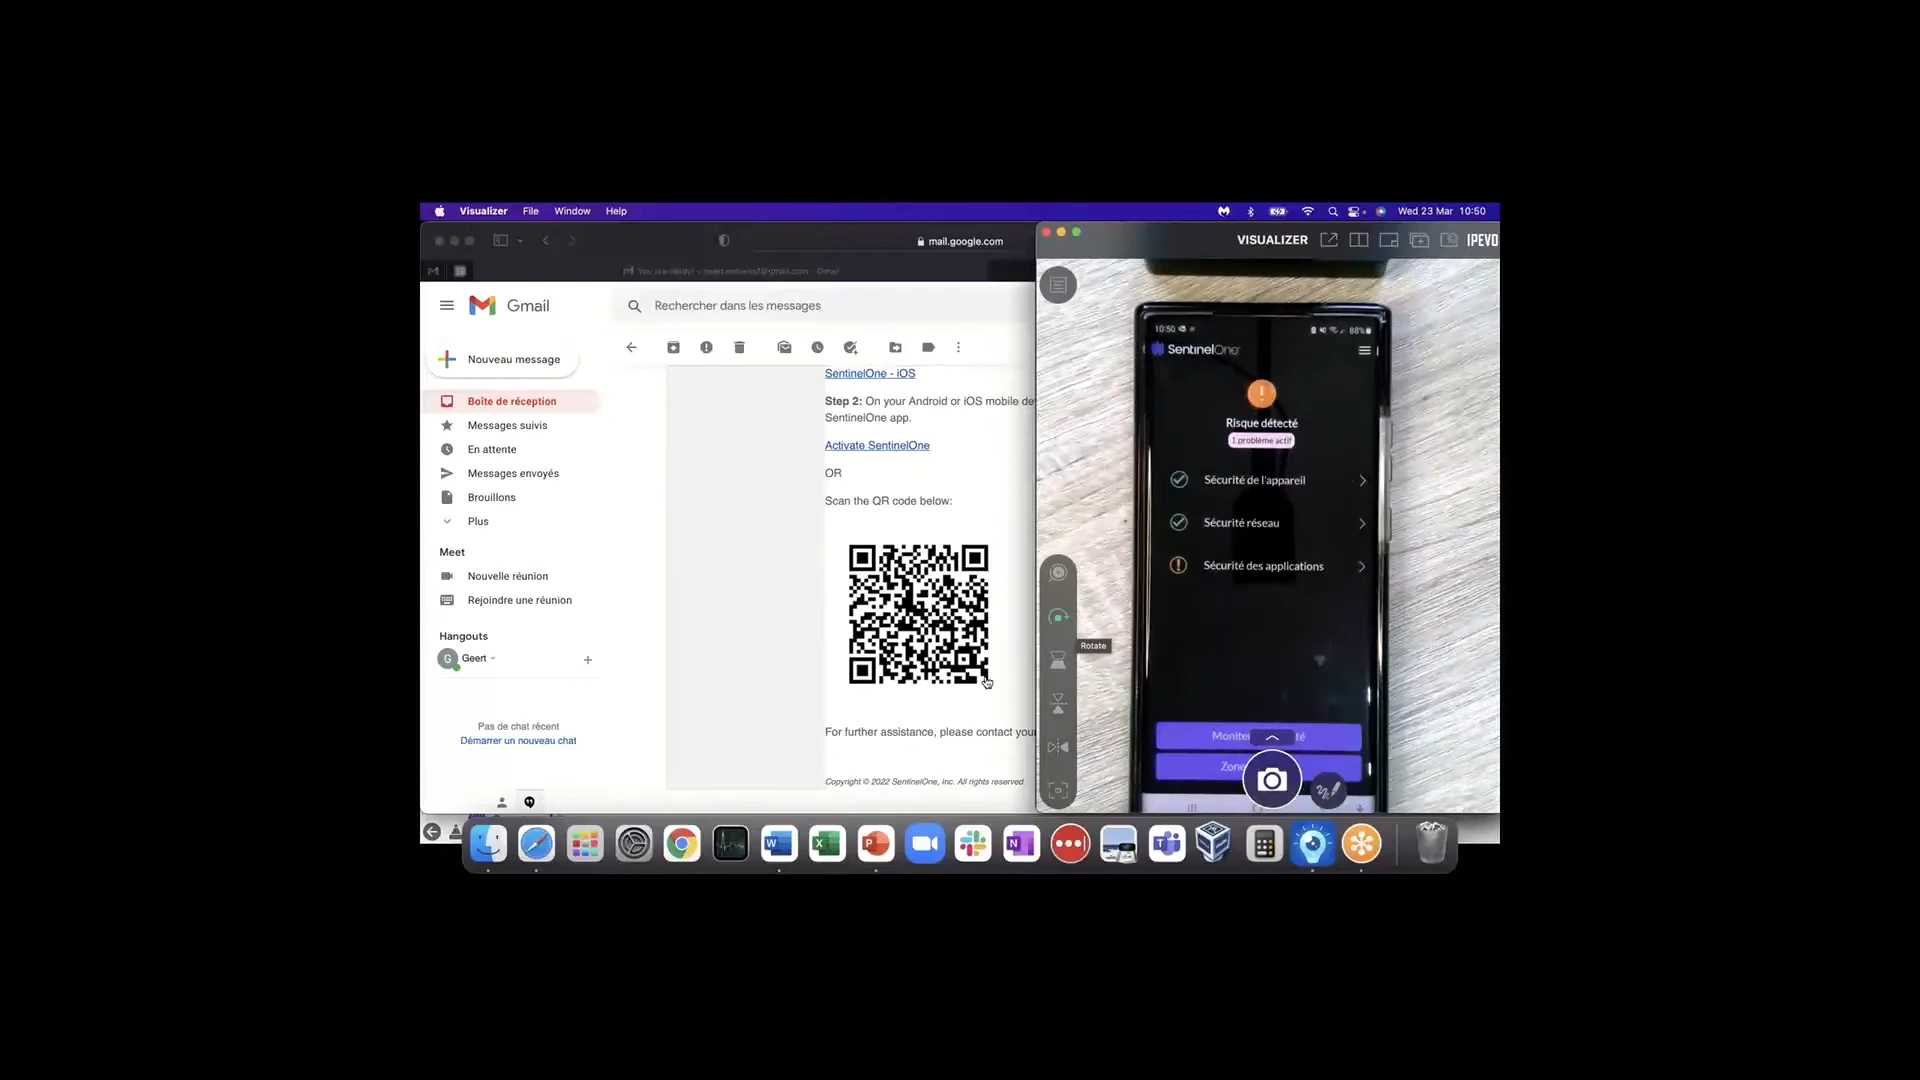 Visualizer File Window Help Wed 23 Mar 10:50
mail.google.com
Gmail
Rechercher dans les messages
Nouveau message
Boîte de réception
Messages suivis
En attente
Messages envoyés
Brouillons
Plus
Meet
Nouvelle réunion
Rejoindre une réunion
Hangouts
G Geert
Pas de chat récent
Démarrer un nouveau chat
SentinelOne - iOS
Step 2: On your Android or iOS mobile
SentinelOne app.
Activate SentinelOne
OR
Scan the QR code below:
For further assistance, please contact your
Copyright © 2022 SentinelOne, Inc. All rights reserved
VISUALIZER IPEVO
10:50 88%
SentinelOne
Risque détecté
1 problème actif
Sécurité de l'appareil
Sécurité réseau
Sécurité des applications
Rotate